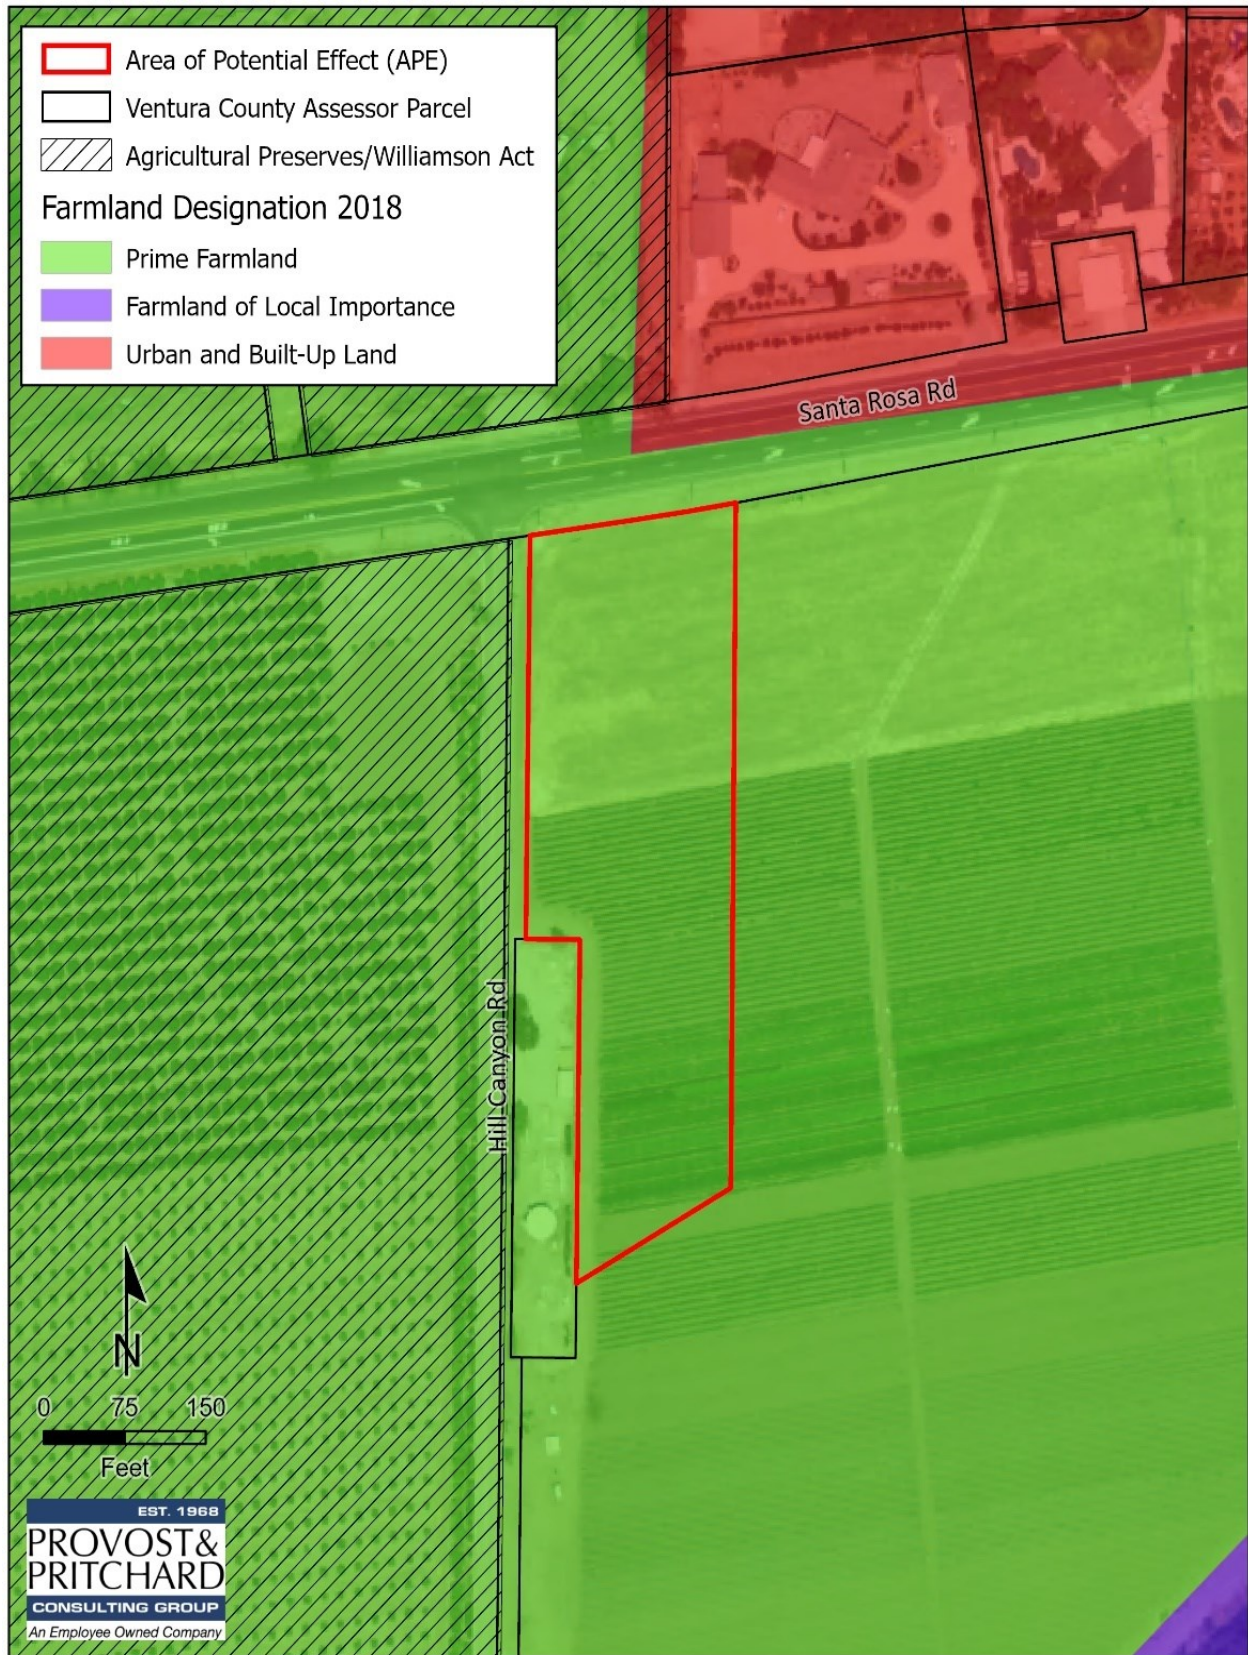 Area of Potential Effect (APE)
Ventura County Assessor Parcel
Agricultural Preserves/Williamson Act
Farmland Designation 2018
Prime Farmland
Farmland of Local Importance
Urban and Built-Up Land
Santa Rosa Rd
Hill Canyon Rd
N
0 75 150
Feet
EST. 1968
PROVOST&
PRITCHARD
CONSULTING GROUP
An Employee Owned Company